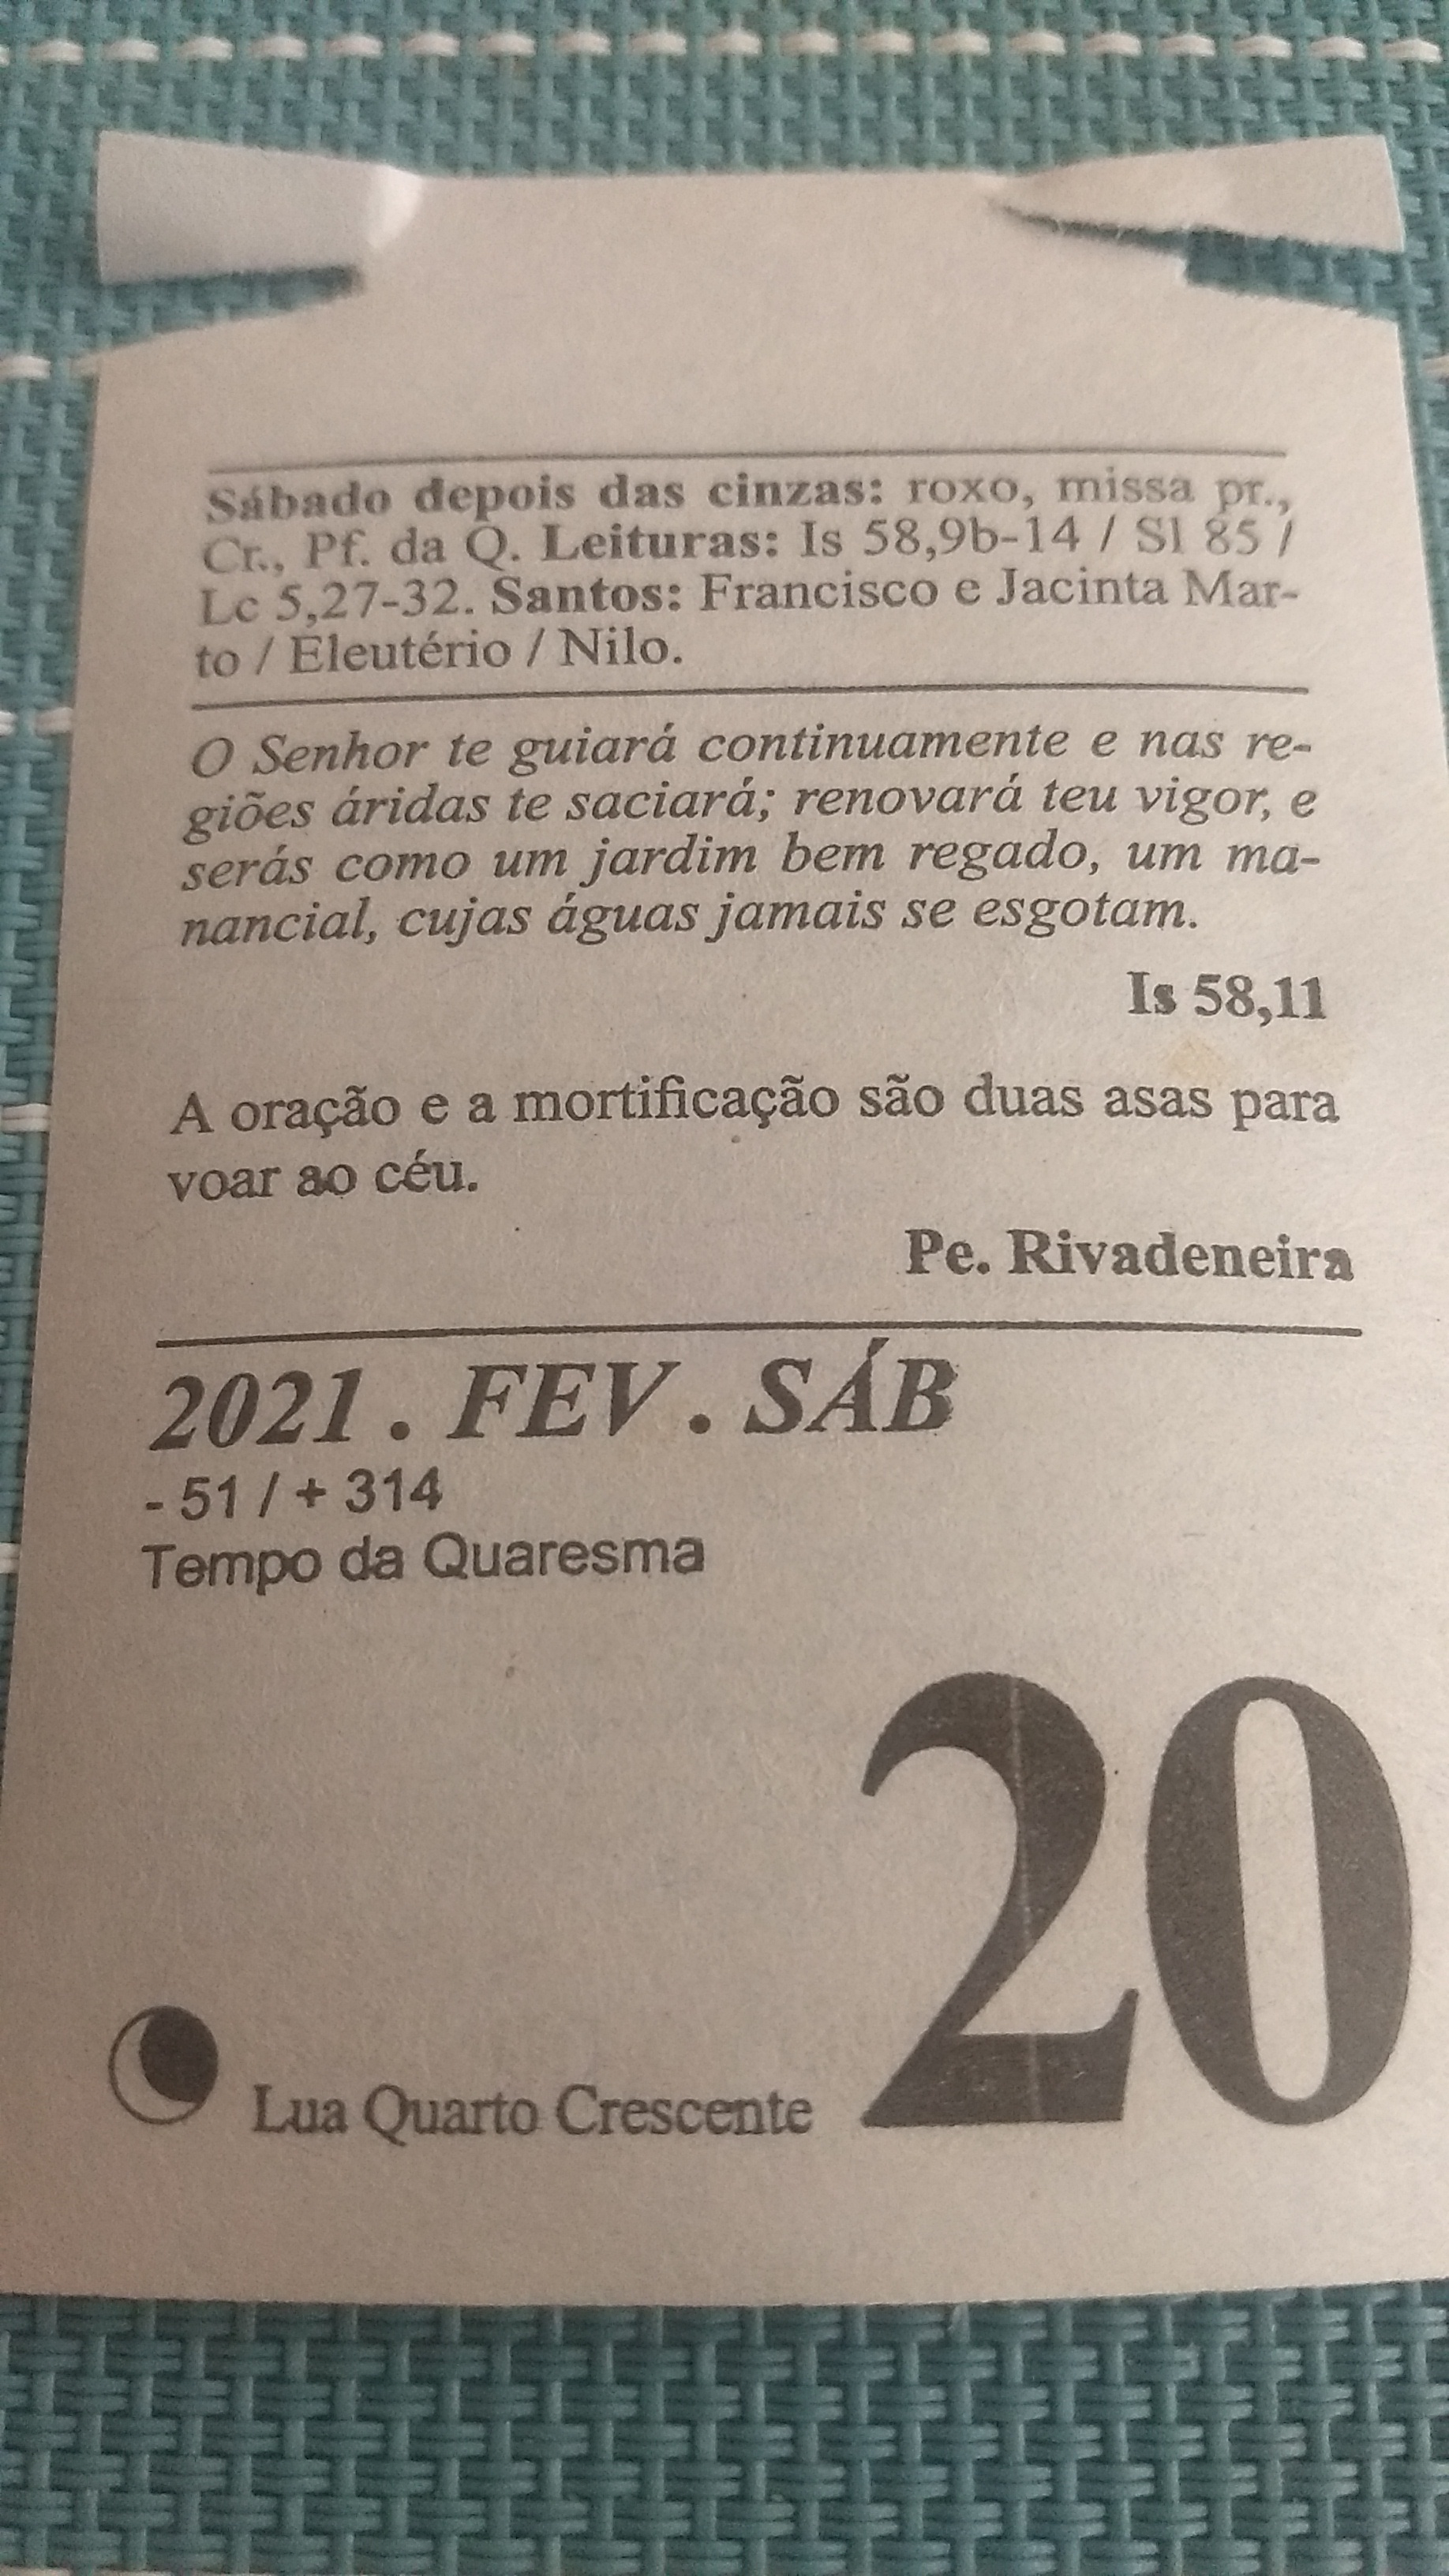 Sábado depois das cinzas: roxo, missa pr.,
Cr., Pf. da Q. Leituras: Is 58,9b-14 / Sl 85 /
Lc 5,27-32. Santos: Francisco e Jacinta Mar-
to / Eleutério / Nilo.
O Senhor te guiará continuamente e nas re-
giões áridas te saciará; renovará teu vigor, e
serás como um jardim bem regado, um ma-
nancial, cujas águas jamais se esgotam.
Is 58,11
A oração e a mortificação são duas asas para
voar ao céu.
Pe. Rivadeneira
2021 . FEV . SÁB
- 51 / + 314
Tempo da Quaresma
20
Lua Quarto Crescente